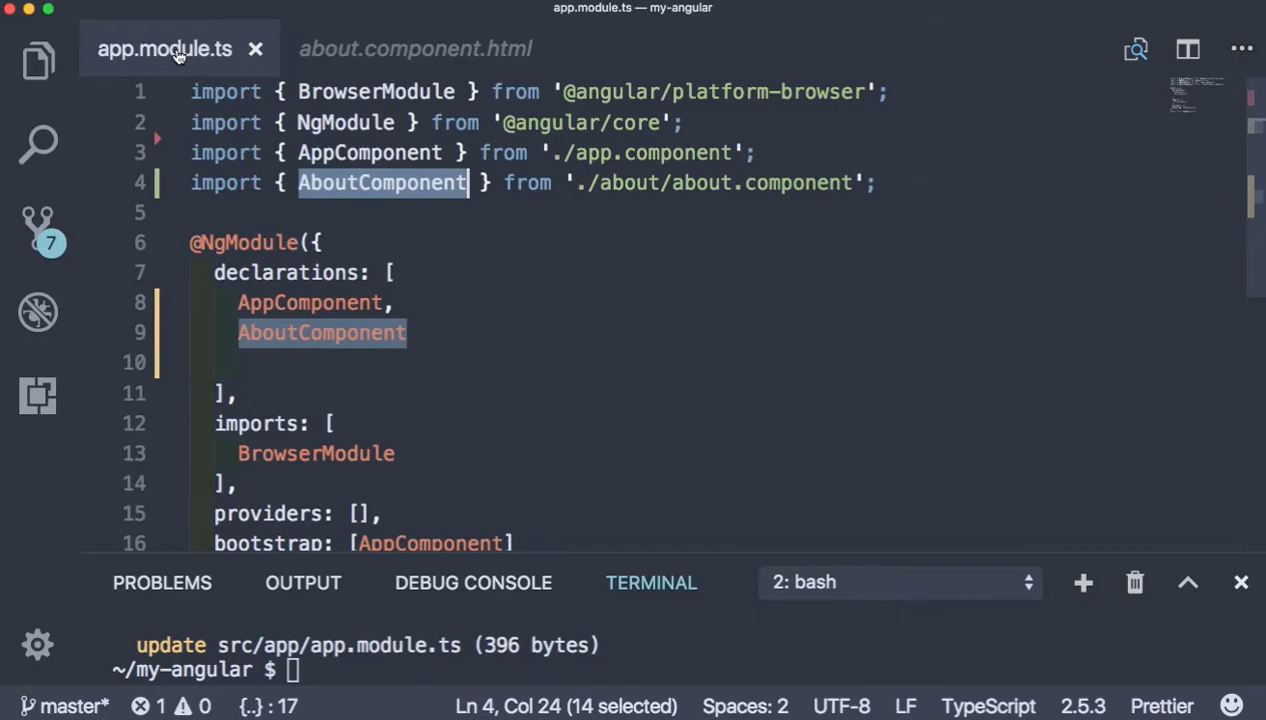 app.module.ts — my-angular
app.module.ts × about.component.html
1 import { BrowserModule } from '@angular/platform-browser';
2 import { NgModule } from '@angular/core';
3 import { AppComponent } from './app.component';
4 import { AboutComponent } from './about/about.component';
5
6 @NgModule({
7 declarations: [
8 AppComponent,
9 AboutComponent
10
11 ],
12 imports: [
13 BrowserModule
14 ],
15 providers: [],
16 bootstrap: [AppComponent]
7
PROBLEMS OUTPUT DEBUG CONSOLE TERMINAL 2: bash
update src/app/app.module.ts (396 bytes)
~/my-angular $
master* 1 0 {..} : 17 Ln 4, Col 24 (14 selected) Spaces: 2 UTF-8 LF TypeScript 2.5.3 Prettier